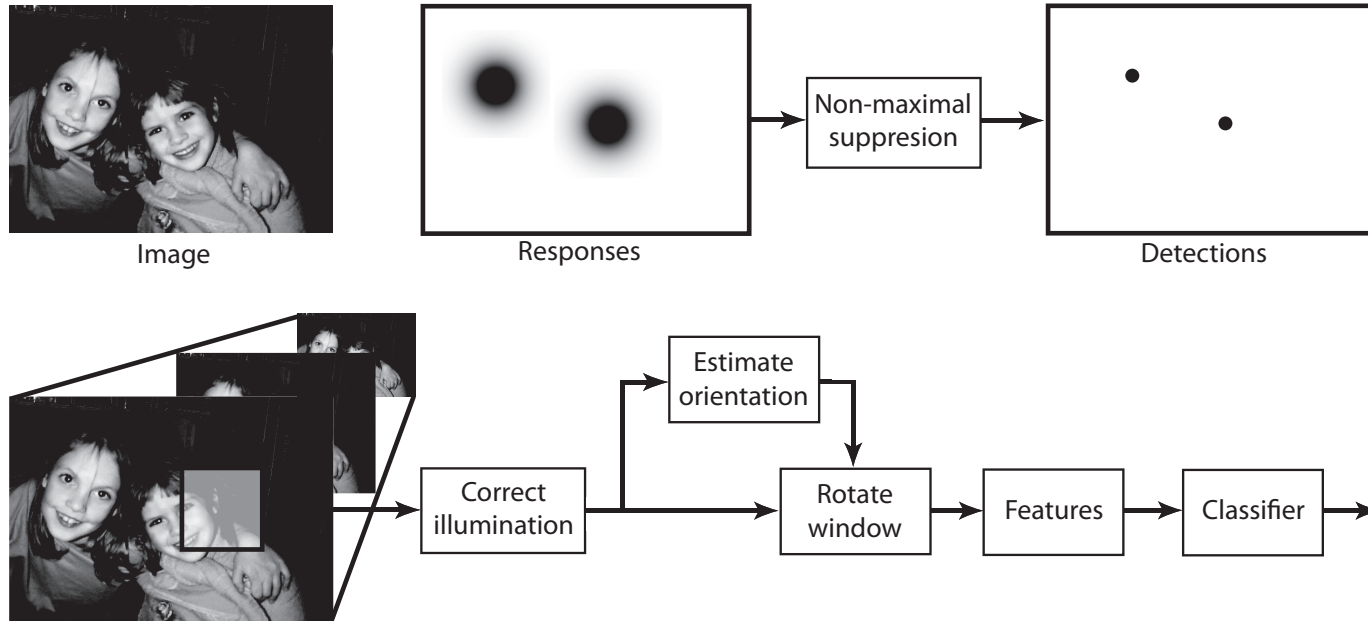 Non-maximal
suppresion
Image
Responses
Detections
Estimate
orientation
Correct
illumination
Rotate
window
Features
Classifier